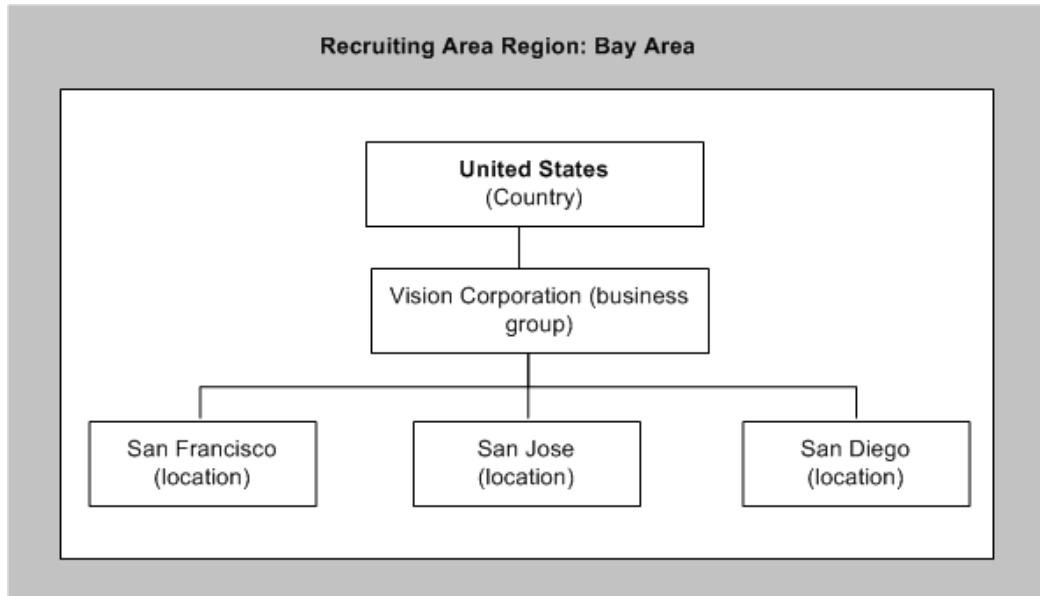 Recruiting Area Region: Bay Area
United States
(Country)
Vision Corporation (business
group)
San Francisco
(location)
San Jose
(location)
San Diego
(location)